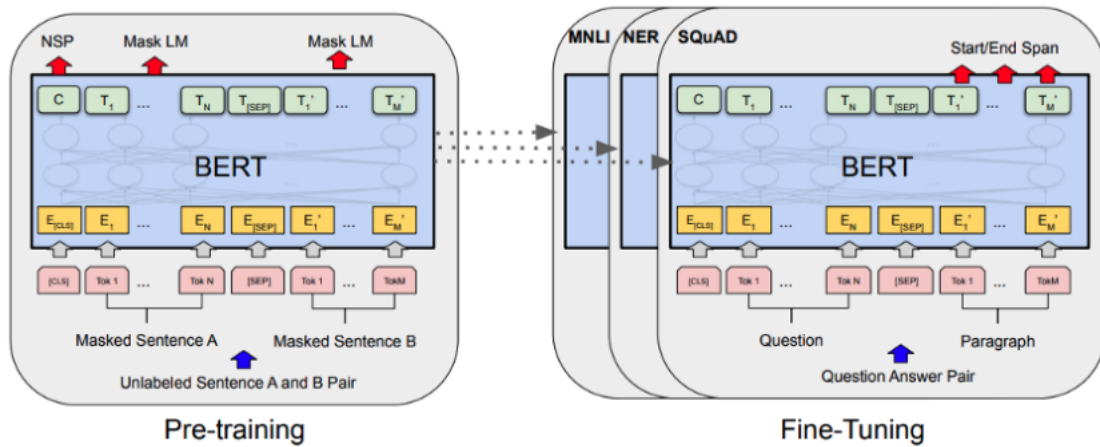 NSP Mask LM Mask LM
C T1 ... TN T[SEP] T1' ... TM'
BERT
E[CLS] E1 ... EN E[SEP] E1' ... EM'
[CLS] Tok 1 ... Tok N [SEP] Tok 1 ... TokM
Masked Sentence A Masked Sentence B
Unlabeled Sentence A and B Pair
Pre-training
MNLI NER SQuAD
Start/End Span
C T1 ... TN T[SEP] T1' ... TM'
BERT
E[CLS] E1 ... EN E[SEP] E1' ... EM'
[CLS] Tok 1 ... Tok N [SEP] Tok 1 ... TokM
Question Paragraph
Question Answer Pair
Fine-Tuning